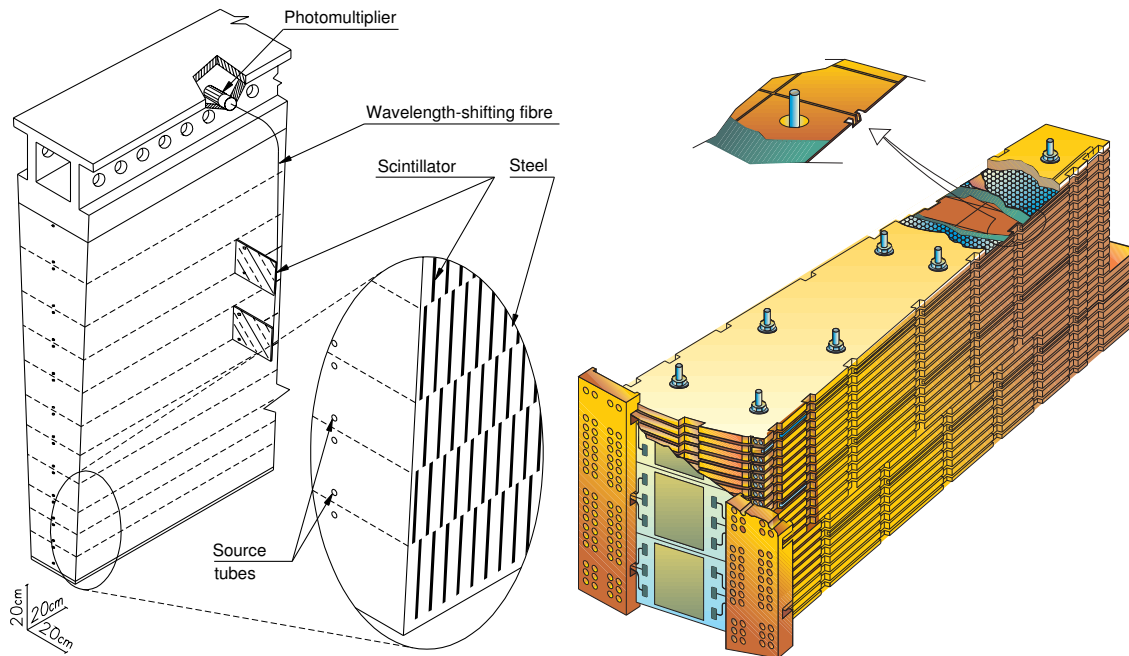 Photomultiplier
Wavelength-shifting fibre
Scintillator
Steel
Source
tubes
20cm
20cm
20cm